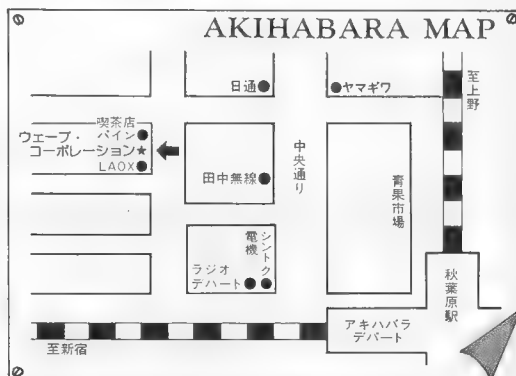 AKIHABARA MAP
日通
ヤマギワ
至上野
喫茶店
パイン
ウェーブ・
コーポレーション★
LAOX
田中無線
中央通り
青果市場
シントク
電機
ラジオ
デパート
秋葉原駅
アキハバラ
デパート
至新宿